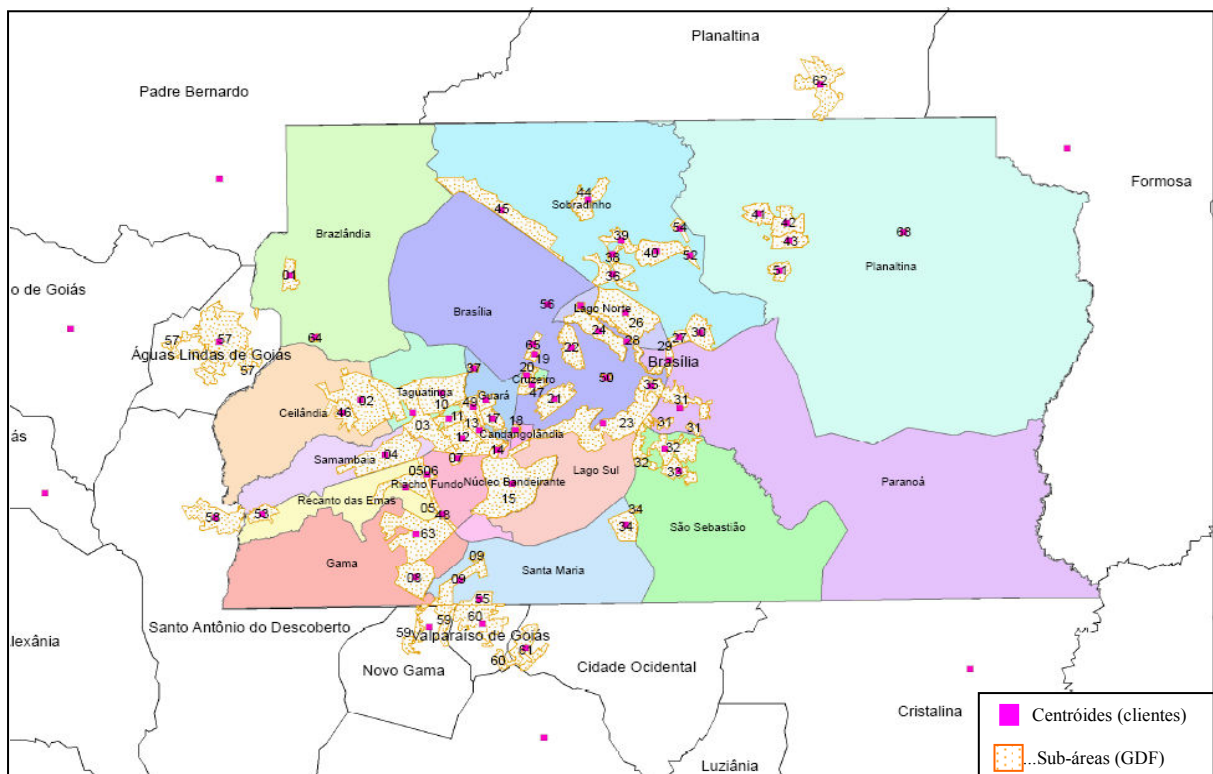 Planaltina
62
Padre Bernardo
Formosa
44
Sobradinho
45
41
42
54
39
43
68
Brazlândia
38
40
52
Planaltina
51
01
36
o de Goiás
56
Lago Norte
Brasília
26
24
57
57
64
65
22
28
27
30
29
Águas Lindas de Goiás
19
Brasília
57
37
20
Cruzeiro
50
35
Taguatinga
47
Guará
02
10
49
21
31
Ceilândia
46
11
17
03
13
18
23
31
31
ás
12
Candangolândia
14
32
32
Samambaia
04
07
Lago Sul
33
0506
Riacho Fundo
Núcleo Bandeirante
Paranoá
Recanto das Emas
15
05
34
58
53
48
34
São Sebastião
63
09
Gama
Santa Maria
08
09
55
59
60
Santo Antônio do Descoberto
59
Valparaíso de Goiás
lexânia
61
60
Novo Gama
Cidade Ocidental
Cristalina
Luziânia
Centróides (clientes)
...Sub-áreas (GDF)